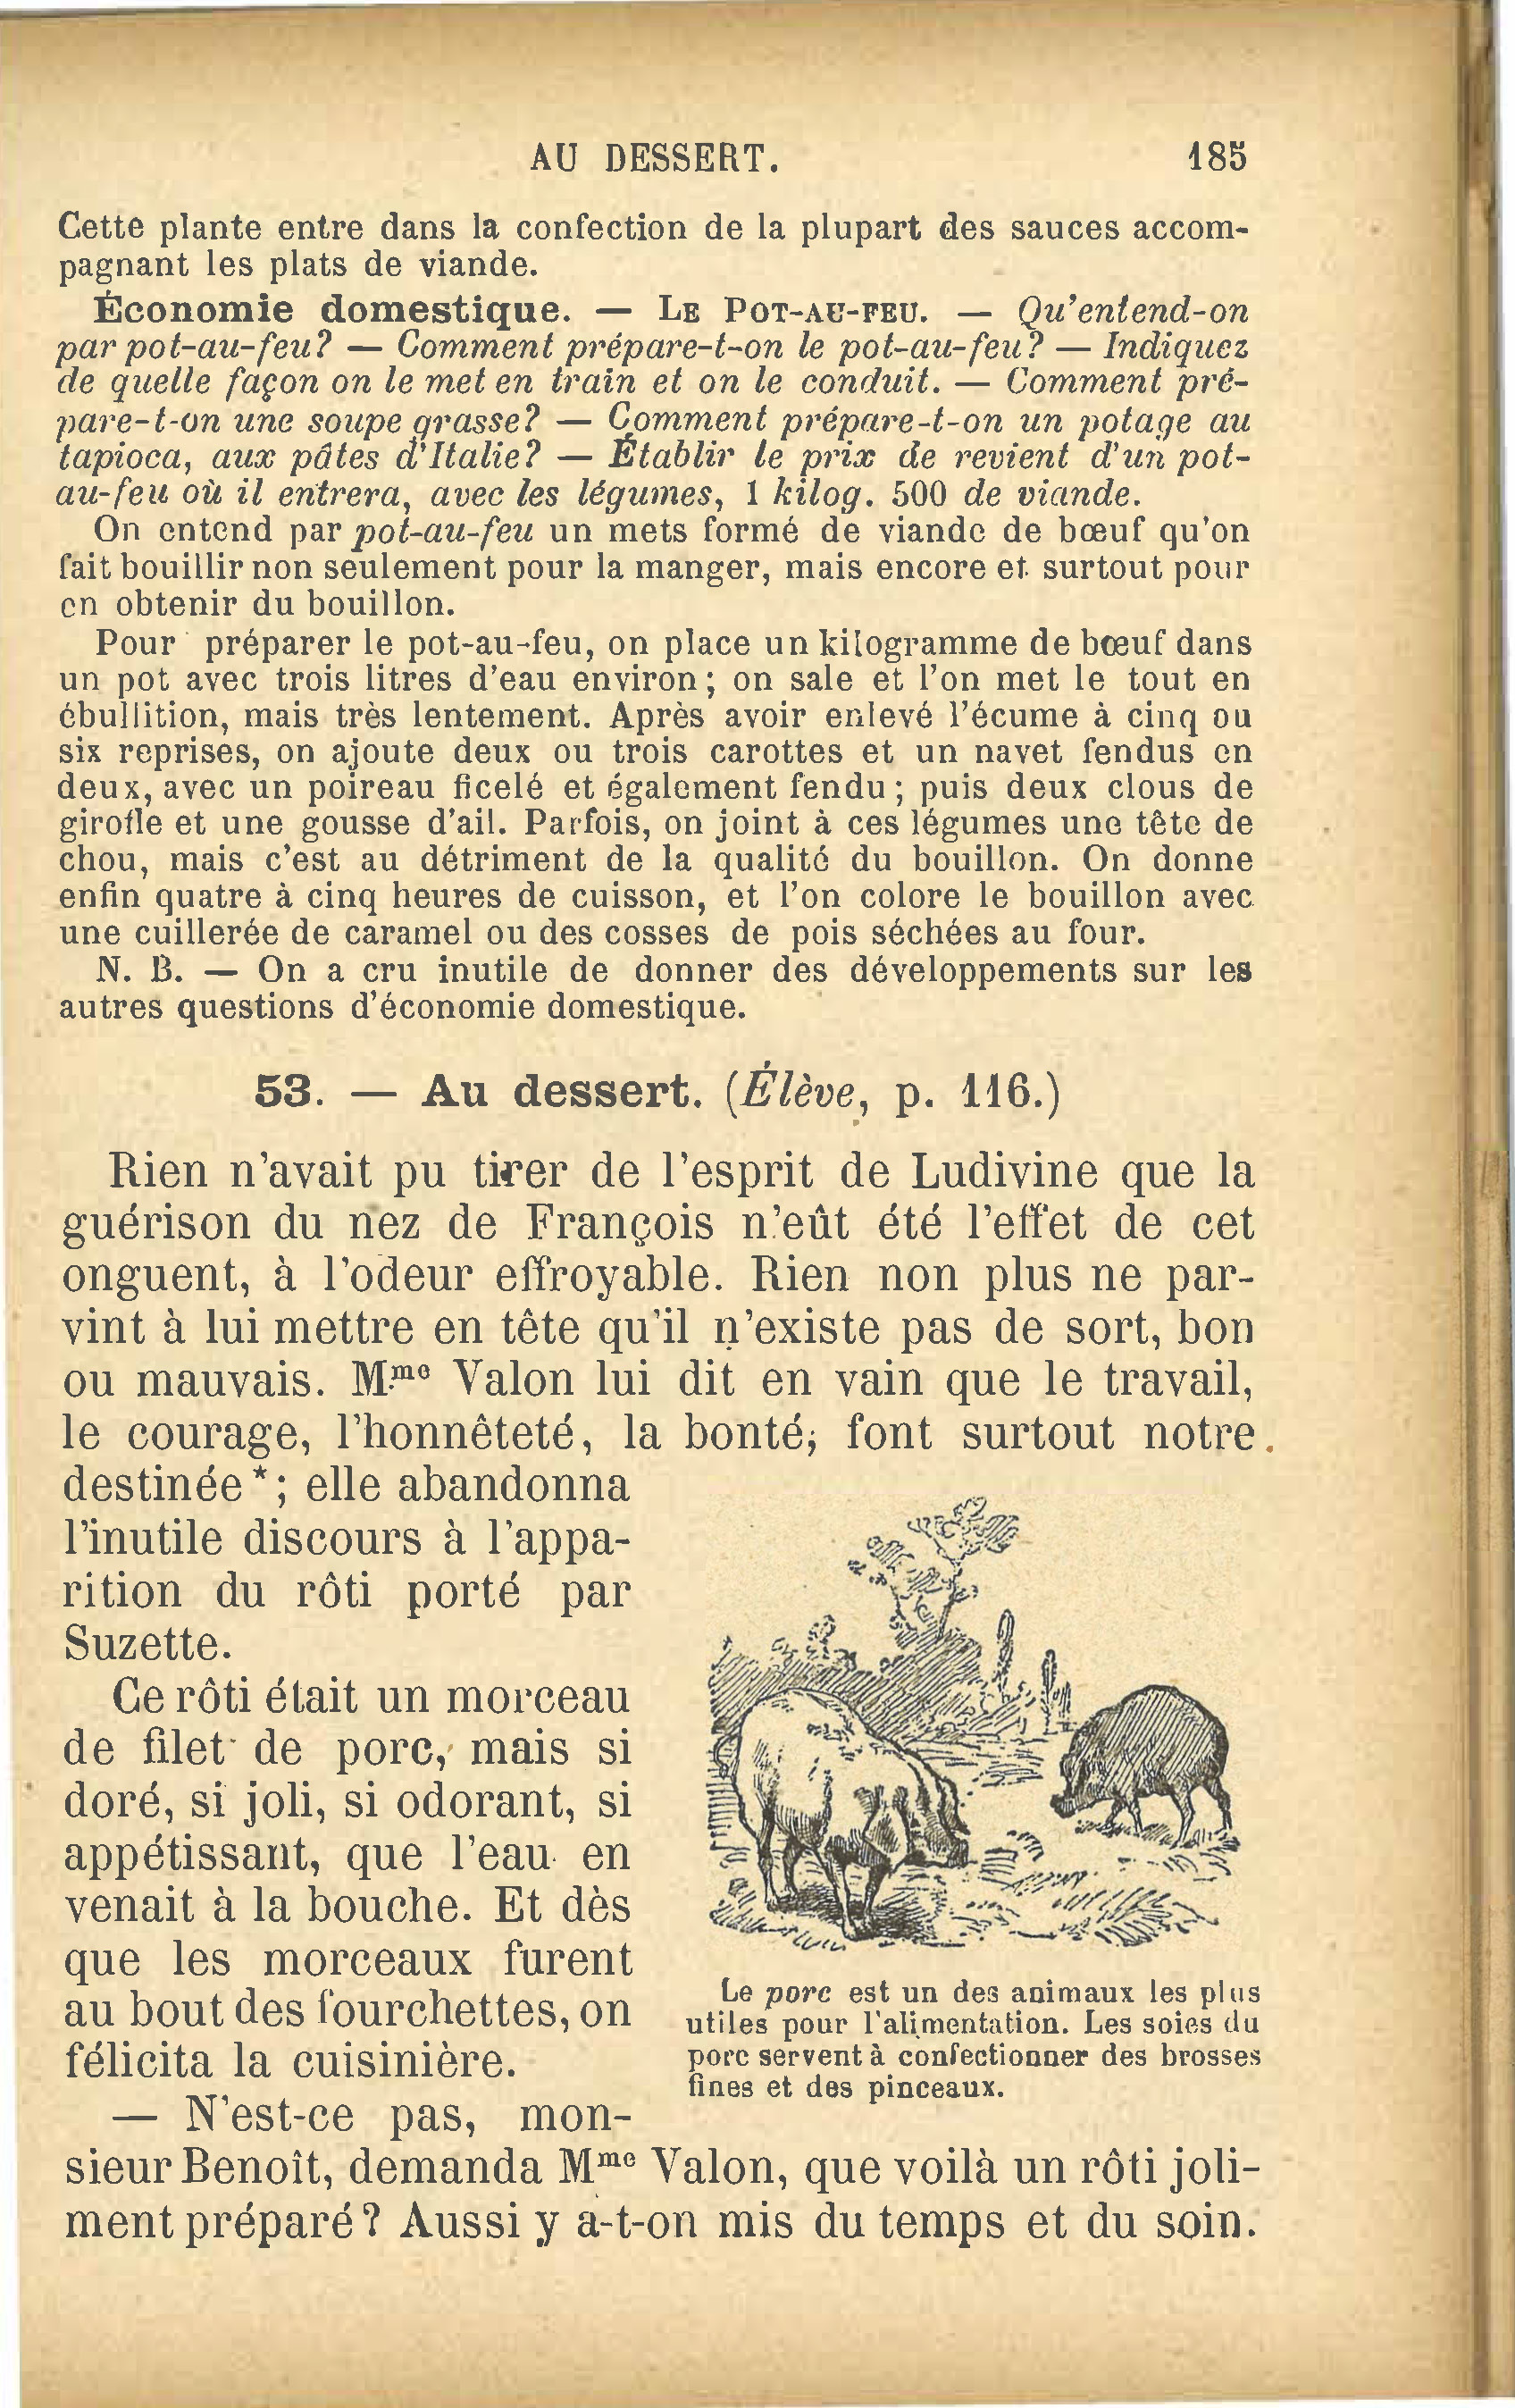 AU DESSERT. 185
Cette plante entre dans la confection de la plupart des sauces accom-
pagnant les plats de viande.
Économie domestique. — LE POT-AU-FEU. — Qu'entend-on
par pot-au-feu? — Comment prépare-t-on le pot-au-feu? — Indiquez
de quelle façon on le met en train et on le conduit. — Comment pré-
pare-t-on une soupe grasse? — Comment prépare-t-on un potage au
tapioca, aux pâtes d'Italie? — Établir le prix de revient d'un pot-
au-feu où il entrera, avec les légumes, 1 kilog. 500 de viande.
On entend par pot-au-feu un mets formé de viande de bœuf qu'on
fait bouillir non seulement pour la manger, mais encore et surtout pour
en obtenir du bouillon.
Pour préparer le pot-au-feu, on place un kilogramme de bœuf dans
un pot avec trois litres d'eau environ; on sale et l'on met le tout en
ébullition, mais très lentement. Après avoir enlevé l'écume à cinq ou
six reprises, on ajoute deux ou trois carottes et un navet fendus en
deux, avec un poireau ficelé et également fendu; puis deux clous de
girofle et une gousse d'ail. Parfois, on joint à ces légumes une tête de
chou, mais c'est au détriment de la qualité du bouillon. On donne
enfin quatre à cinq heures de cuisson, et l'on colore le bouillon avec
une cuillerée de caramel ou des cosses de pois séchées au four.
N. B. — On a cru inutile de donner des développements sur les
autres questions d'économie domestique.
53. — Au dessert. (Élève, p. 116.)
Rien n'avait pu tirer de l'esprit de Ludivine que la
guérison du nez de François n'eût été l'effet de cet
onguent, à l'odeur effroyable. Rien non plus ne par-
vint à lui mettre en tête qu'il n'existe pas de sort, bon
ou mauvais. Mme Valon lui dit en vain que le travail,
le courage, l'honnêteté, la bonté, font surtout notre
destinée*; elle abandonna
l'inutile discours à l'appa-
rition du rôti porté par
Suzette.
Ce rôti était un morceau
de filet de porc, mais si
doré, si joli, si odorant, si
appétissant, que l'eau en
venait à la bouche. Et dès
que les morceaux furent
au bout des fourchettes, on
félicita la cuisinière.
— N'est-ce pas, mon-
sieur Benoît, demanda Mme Valon, que voilà un rôti joli-
ment préparé? Aussi y a-t-on mis du temps et du soin.
Le porc est un des animaux les plus
utiles pour l'alimentation. Les soies du
porc servent à confectionner des brosses
fines et des pinceaux.